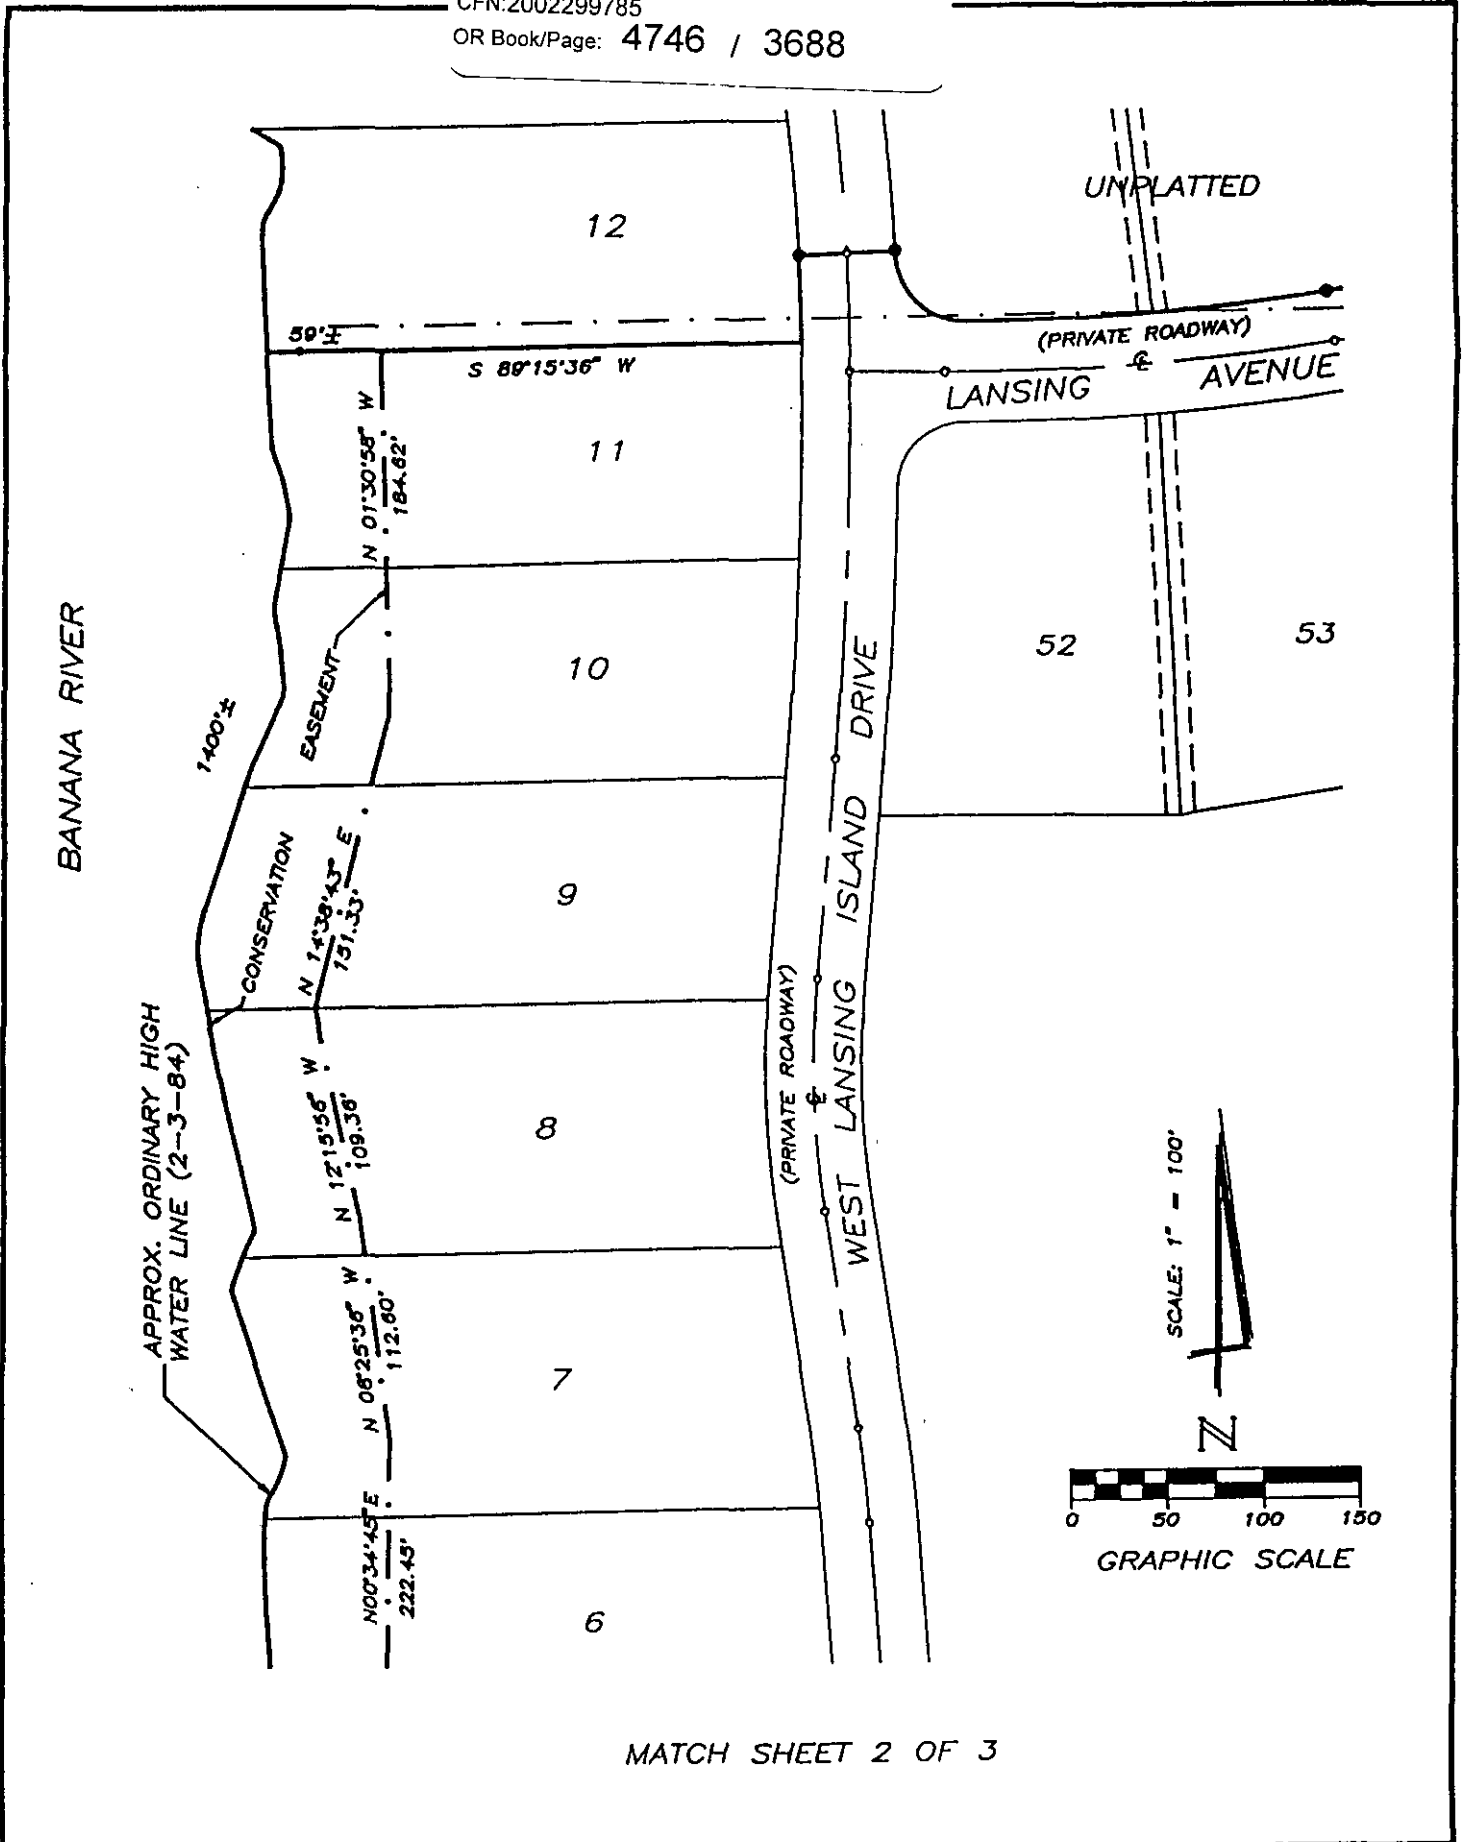 CFN:2002299785
OR Book/Page: 4746 / 3688
UNPLATTED
12
59'±
S 89°15'36" W
(PRIVATE ROADWAY)
LANSING ℄ AVENUE
N 01°30'58" W
184.62'
11
BANANA RIVER
1400'±
EASEMENT
10
52
53
CONSERVATION
N 14°38'43" E
151.33'
9
WEST LANSING ISLAND DRIVE
(PRIVATE ROADWAY)
℄
APPROX. ORDINARY HIGH
WATER LINE (2-3-84)
N 12°15'56" W
109.36'
8
SCALE: 1" = 100'
N 08°25'36" W
112.60'
7
N
N00°34'45"E
222.45'
6
0 50 100 150
GRAPHIC SCALE
MATCH SHEET 2 OF 3